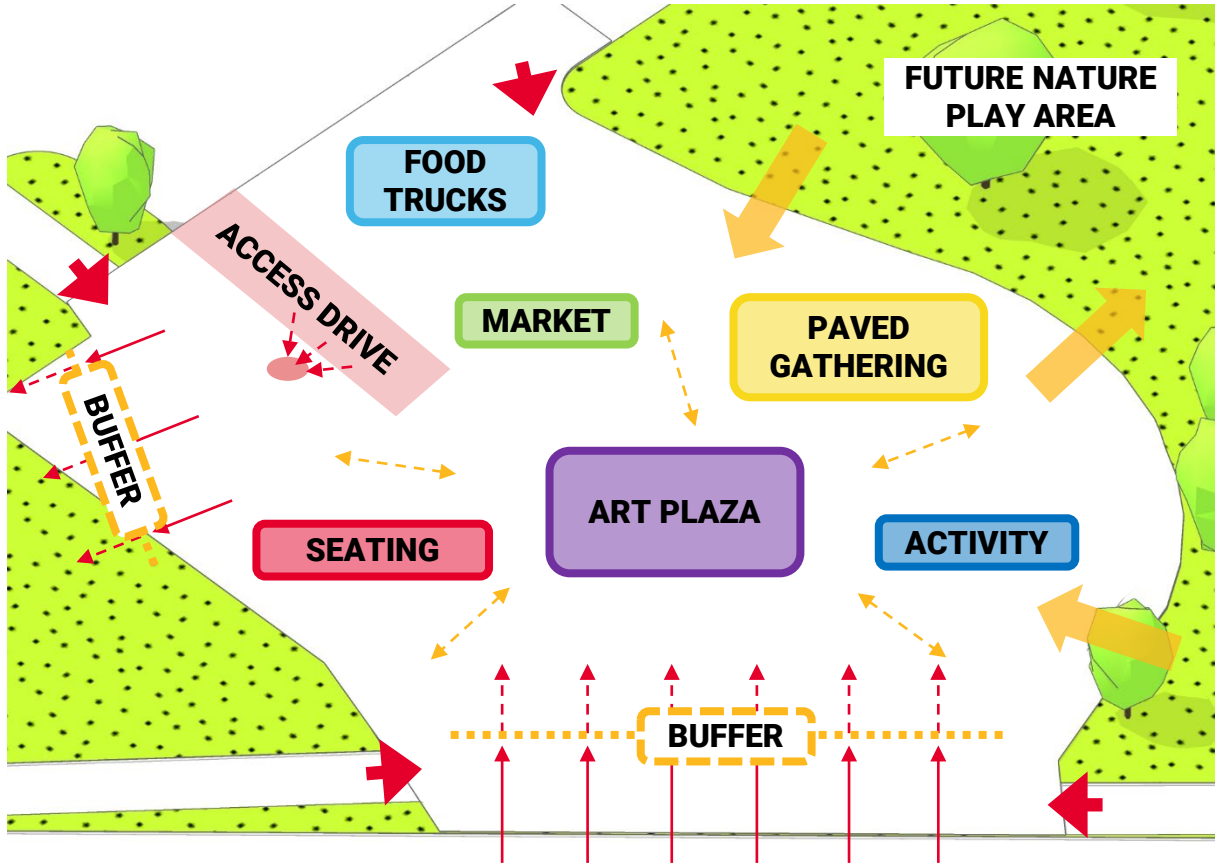 FUTURE NATURE
PLAY AREA
FOOD
TRUCKS
ACCESS DRIVE
MARKET
PAVED
GATHERING
BUFFER
ART PLAZA
SEATING
ACTIVITY
BUFFER